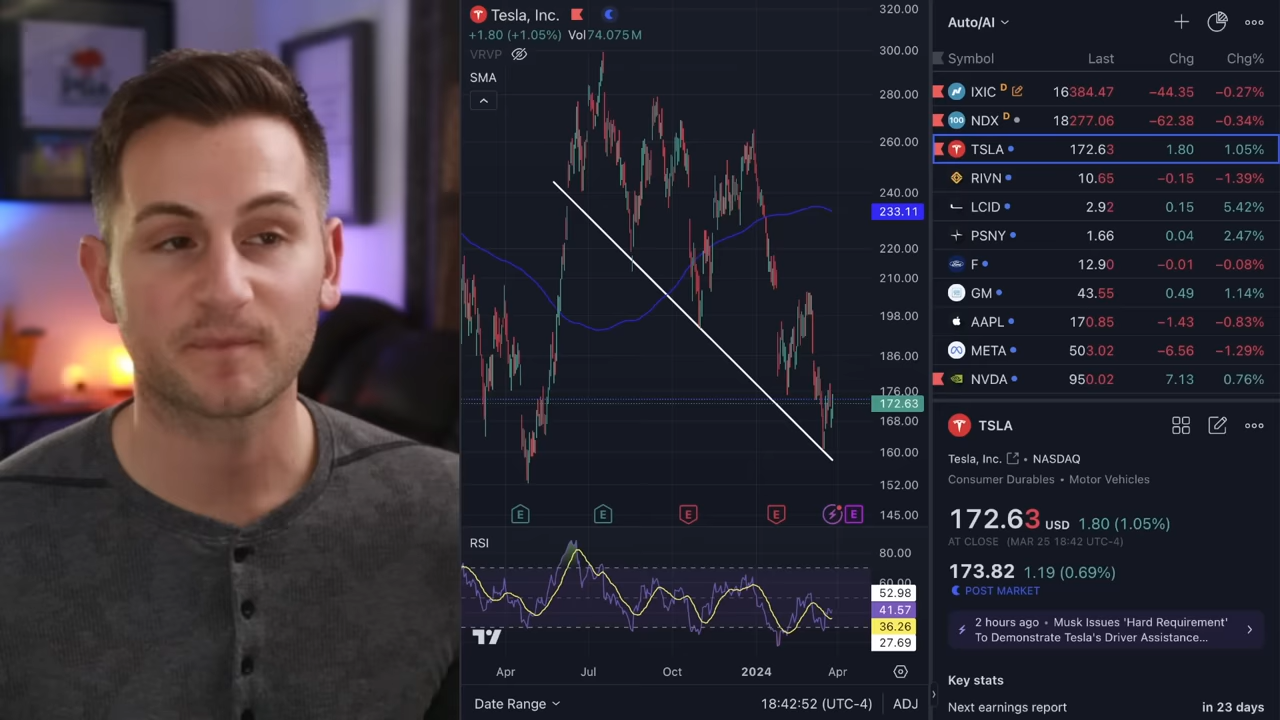 Tesla, Inc.
+1.80 (+1.05%) Vol74.075M
VRVP
SMA
320.00
300.00
280.00
260.00
240.00
233.11
220.00
210.00
198.00
186.00
176.00
172.63
168.00
160.00
152.00
145.00
E E E E E
RSI
80.00
60.00
52.98
41.57
36.26
27.69
Apr Jul Oct 2024 Apr
Date Range 18:42:52 (UTC-4) ADJ
Auto/AI
Symbol Last Chg Chg%
IXIC D 16384.47 −44.35 −0.27%
100 NDX D 18277.06 −62.38 −0.34%
TSLA 172.63 1.80 1.05%
RIVN 10.65 −0.15 −1.39%
LCID 2.92 0.15 5.42%
PSNY 1.66 0.04 2.47%
F 12.90 −0.01 −0.08%
GM 43.55 0.49 1.14%
AAPL 170.85 −1.43 −0.83%
META 503.02 −6.56 −1.29%
NVDA 950.02 7.13 0.76%
TSLA
Tesla, Inc. • NASDAQ
Consumer Durables • Motor Vehicles
172.63 USD 1.80 (1.05%)
AT CLOSE (MAR 25 18:42 UTC-4)
173.82 1.19 (0.69%)
POST MARKET
2 hours ago • Musk Issues 'Hard Requirement'
To Demonstrate Tesla's Driver Assistance...
Key stats
Next earnings report in 23 days